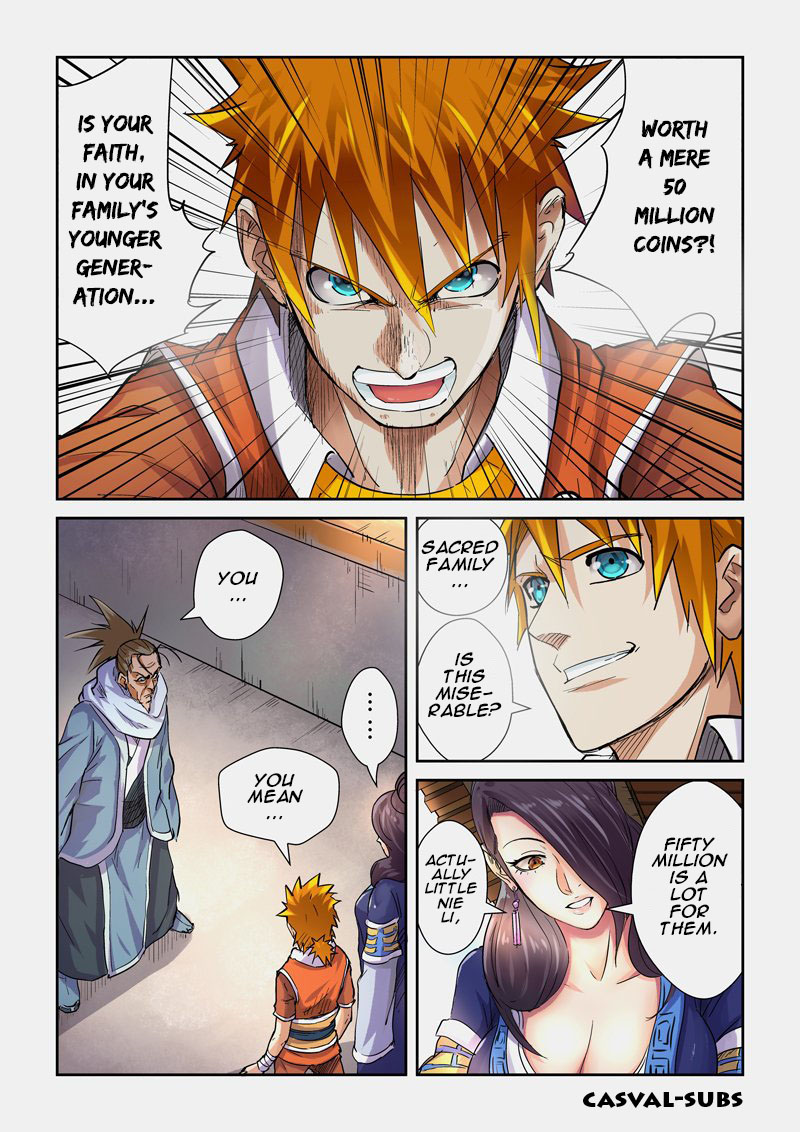 IS YOUR
FAITH,
IN YOUR
FAMILY'S
YOUNGER
GENER-
ATION...
WORTH
A MERE
50
MILLION
COINS?!
YOU
...
......
YOU
MEAN
...
SACRED
FAMILY
...
IS
THIS
MISE-
RABLE?
ACTU-
ALLY
LITTLE
NIE
LI,
FIFTY
MILLION
IS A
LOT
FOR
THEM.
CASVAL-SUBS